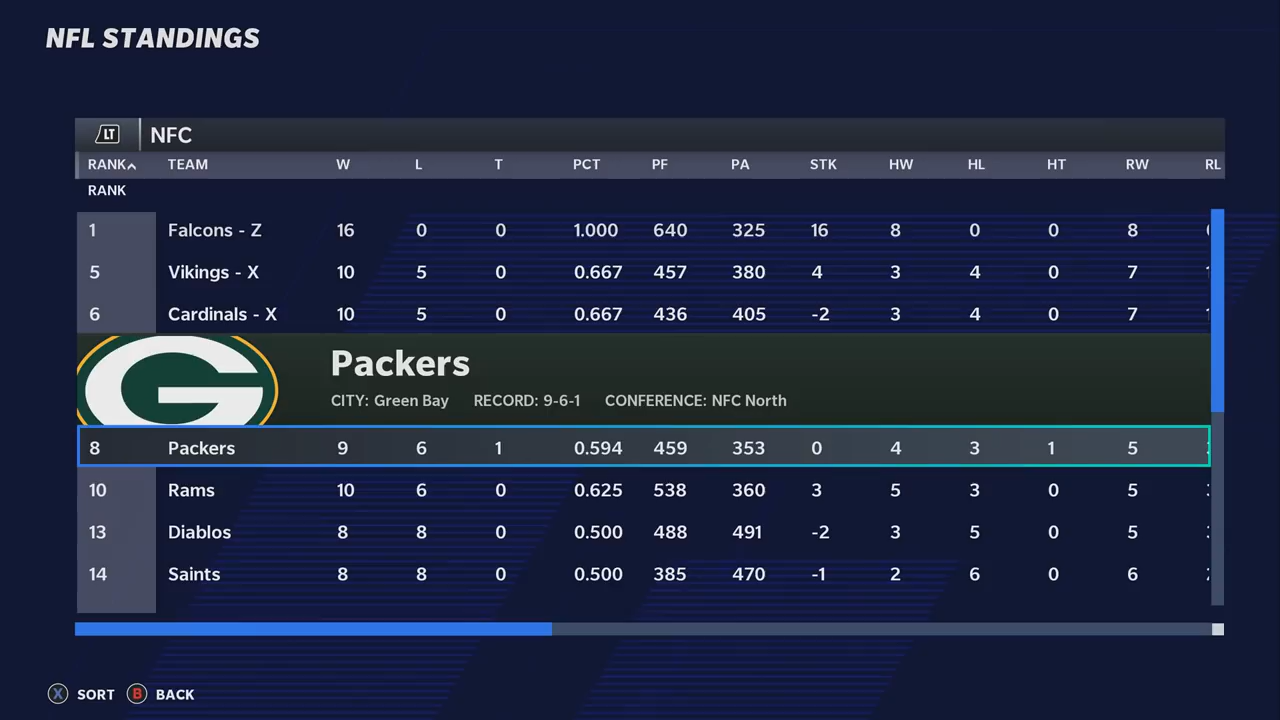 NFL STANDINGS
LT NFC
RANK TEAM W L T PCT PF PA STK HW HL HT RW RL
RANK
1 Falcons - Z 16 0 0 1.000 640 325 16 8 0 0 8
5 Vikings - X 10 5 0 0.667 457 380 4 3 4 0 7
6 Cardinals - X 10 5 0 0.667 436 405 -2 3 4 0 7
G
Packers
CITY: Green Bay RECORD: 9-6-1 CONFERENCE: NFC North
8 Packers 9 6 1 0.594 459 353 0 4 3 1 5
10 Rams 10 6 0 0.625 538 360 3 5 3 0 5
13 Diablos 8 8 0 0.500 488 491 -2 3 5 0 5
14 Saints 8 8 0 0.500 385 470 -1 2 6 0 6
X SORT B BACK